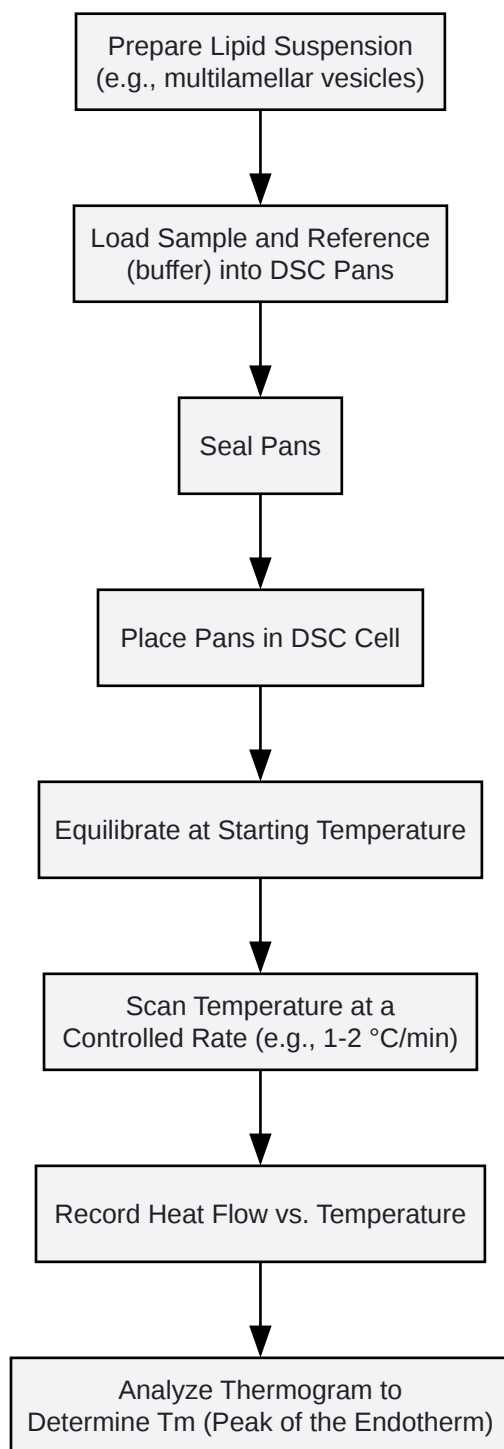 Prepare Lipid Suspension
(e.g., multilamellar vesicles)
Load Sample and Reference
(buffer) into DSC Pans
Seal Pans
Place Pans in DSC Cell
Equilibrate at Starting Temperature
Scan Temperature at a
Controlled Rate (e.g., 1-2 °C/min)
Record Heat Flow vs. Temperature
Analyze Thermogram to
Determine Tm (Peak of the Endotherm)